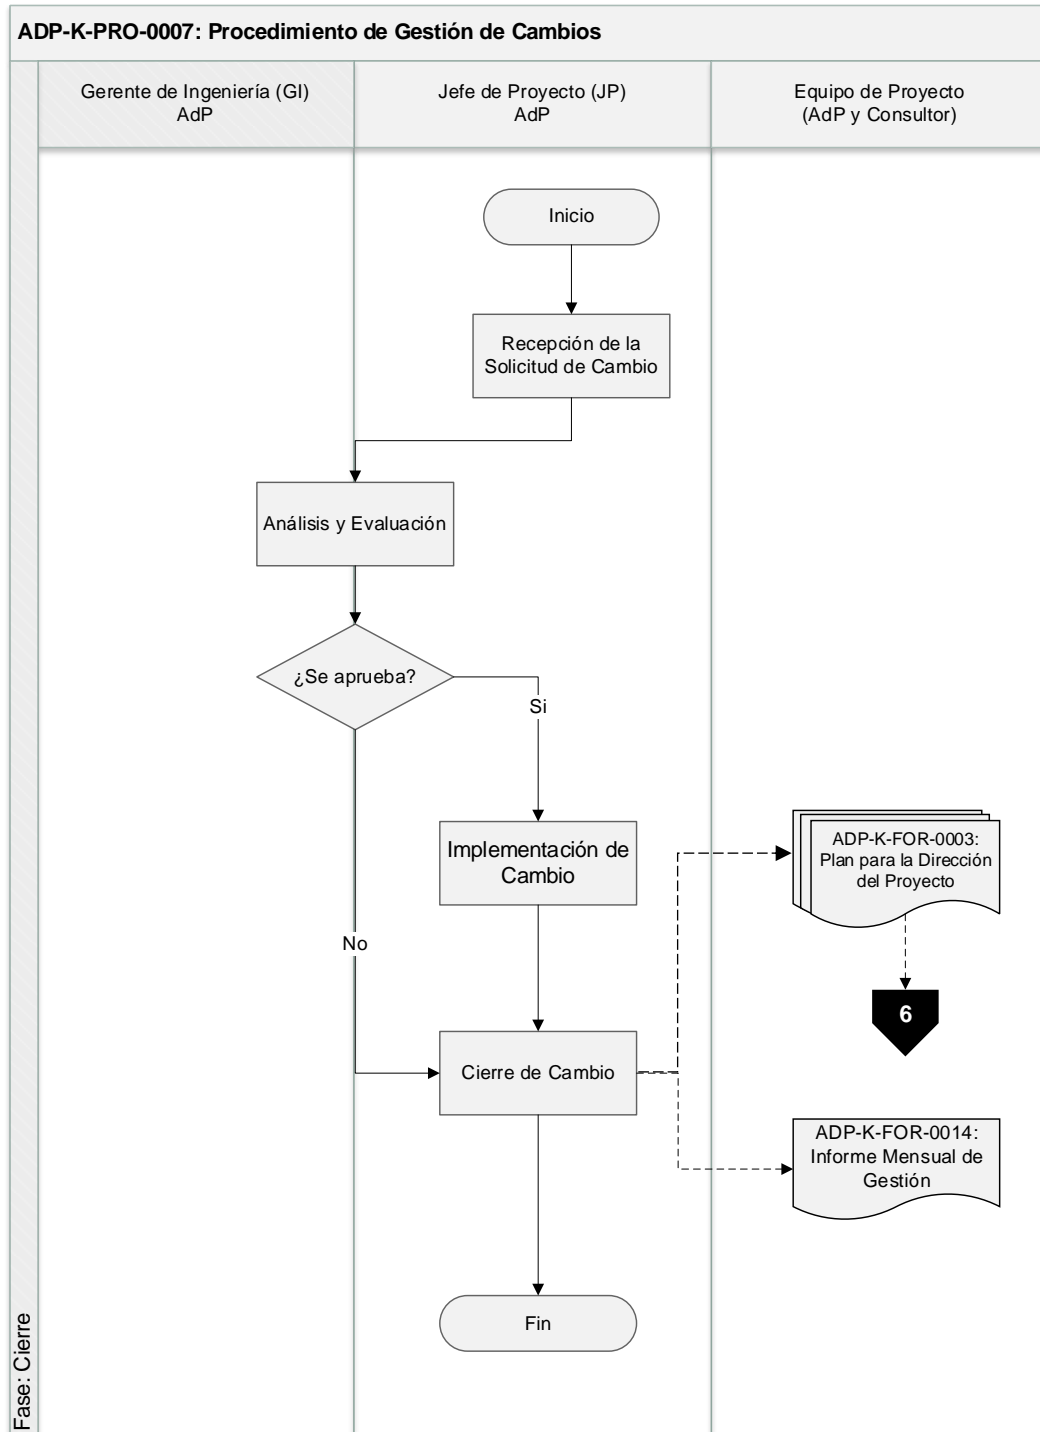 ADP-K-PRO-0007: Procedimiento de Gestión de Cambios
Gerente de Ingeniería (GI)
AdP
Jefe de Proyecto (JP)
AdP
Equipo de Proyecto
(AdP y Consultor)
Inicio
Recepción de la
Solicitud de Cambio
Análisis y Evaluación
¿Se aprueba?
Si
Implementación de
Cambio
ADP-K-FOR-0003:
Plan para la Dirección
del Proyecto
No
6
Cierre de Cambio
ADP-K-FOR-0014:
Informe Mensual de
Gestión
Fin
Fase: Cierre